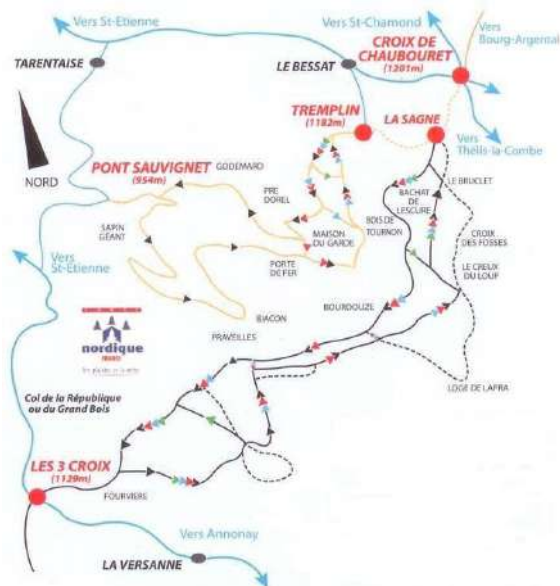 Vers St-Etienne
Vers St-Chamond
Vers
Bourg-Argental
CROIX DE
CHAUBOURET
(1201m)
TARENTAISE
LE BESSAT
TREMPLIN
(1182m)
LA SAGNE
Vers
Thélis-la-Combe
NORD
PONT SAUVIGNET
(954m)
GODEMARD
PRE
DOREL
LE BRUCLET
BACHAT
DE
LESCURE
BOIS DE
TOURNON
MAISON
DU GARDE
CROIX
DES FOSSES
SAPIN
GÉANT
PORTE
DE FER
LE CREUX
DU LOUP
Vers
St-Etienne
BIACON
BOURDOUZE
PRAVEILLES
nordique
LOGE DE LAPRA
Col de la République
ou du Grand Bois
LES 3 CROIX
(1129m)
FOURVIERE
Vers Annonay
LA VERSANNE